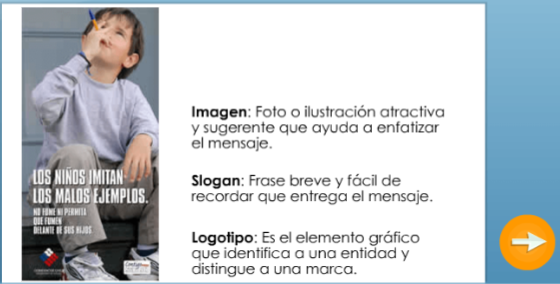 LOS NIÑOS IMITAN
LOS MALOS EJEMPLOS.
NO FUME NI PERMITA
QUE FUMEN
DELANTE DE SUS HIJOS.
Imagen: Foto o ilustración atractiva
y sugerente que ayuda a enfatizar
el mensaje.
Slogan: Frase breve y fácil de
recordar que entrega el mensaje.
Logotipo: Es el elemento gráfico
que identifica a una entidad y
distingue a una marca.